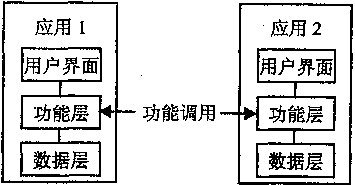 应用1
用户界面
功能层
数据层
功能调用
应用2
用户界面
功能层
数据层